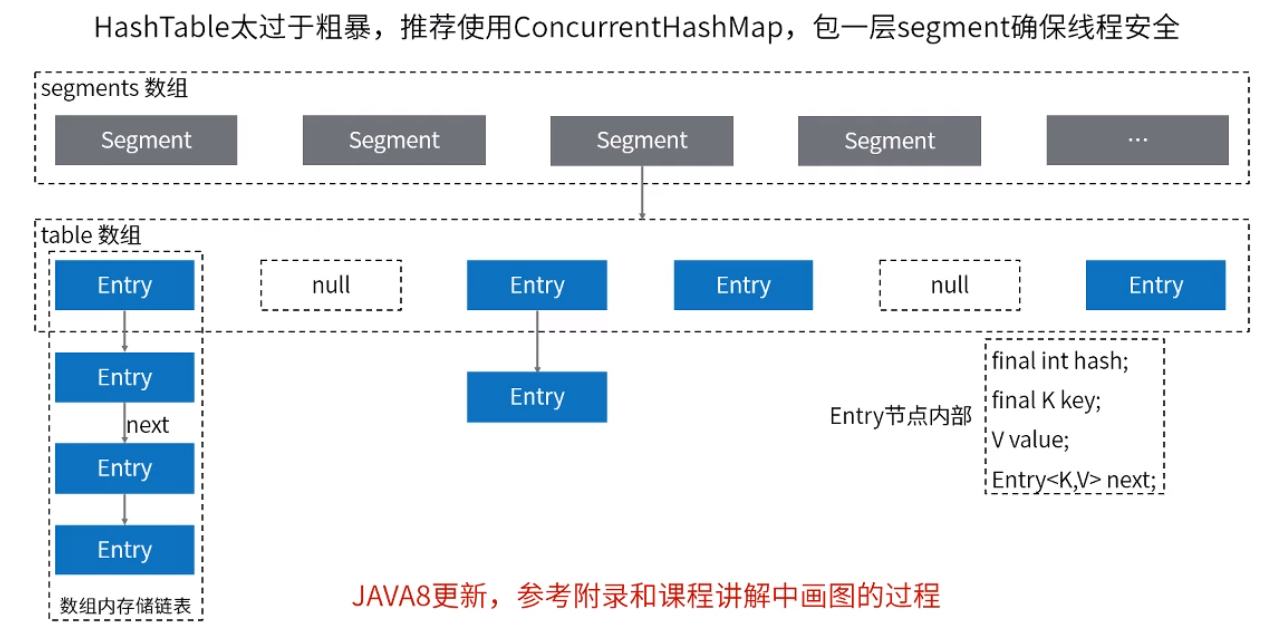 HashTable太过于粗暴，推荐使用ConcurrentHashMap，包一层segment确保线程安全
segments 数组
Segment
Segment
Segment
Segment
...
table 数组
Entry
null
Entry
Entry
null
Entry
Entry
next
Entry
Entry
数组内存储链表
Entry
Entry节点内部
final int hash;
final K key;
V value;
Entry<K,V> next;
JAVA8更新，参考附录和课程讲解中画图的过程